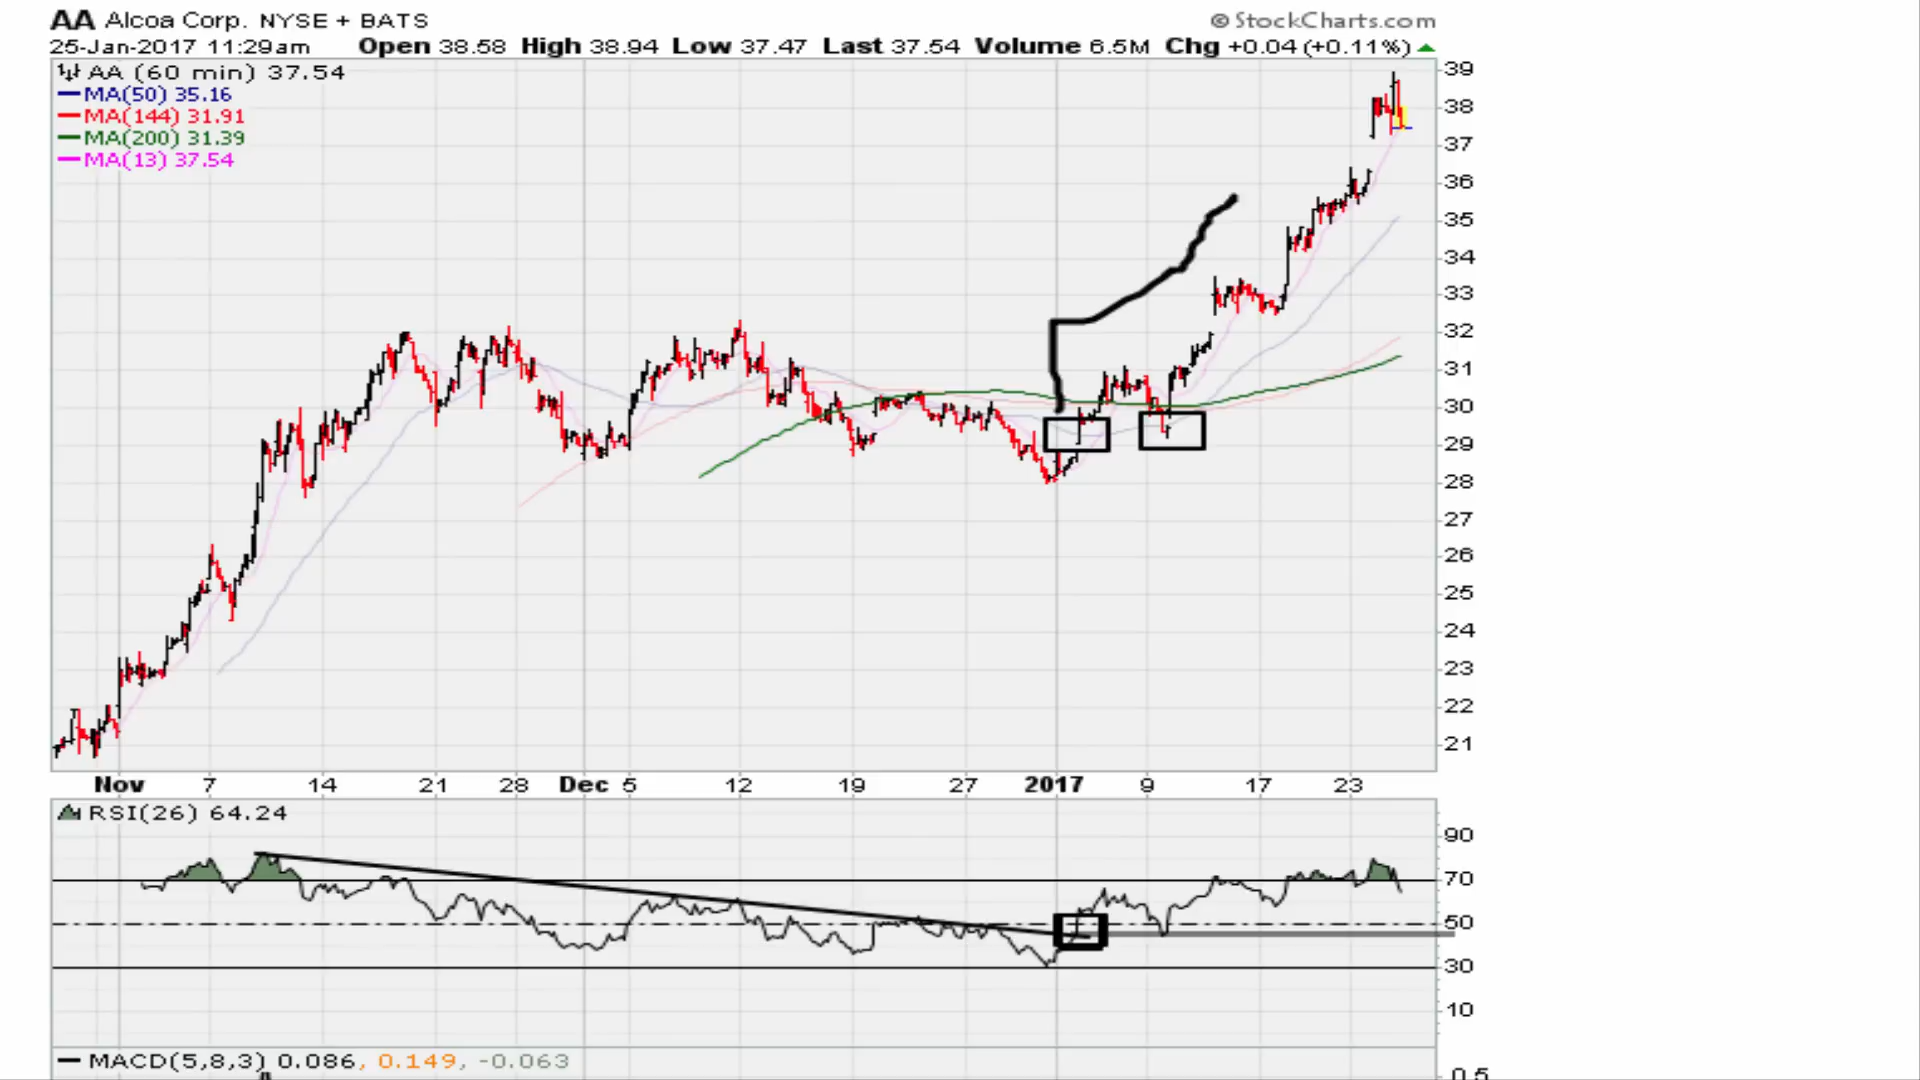 AA Alcoa Corp. NYSE + BATS © StockCharts.com
25-Jan-2017 11:29am Open 38.58 High 38.94 Low 37.47 Last 37.54 Volume 6.5M Chg +0.04 (+0.11%)
AA (60 min) 37.54
MA(50) 35.16
MA(144) 31.91
MA(200) 31.39
MA(13) 37.54
39
38
37
36
35
34
33
32
31
30
29
28
27
26
25
24
23
22
21
Nov 7 14 21 28 Dec 5 12 19 27 2017 9 17 23
RSI(26) 64.24
90
70
50
30
10
MACD(5,8,3) 0.086, 0.149, -0.063
0.5